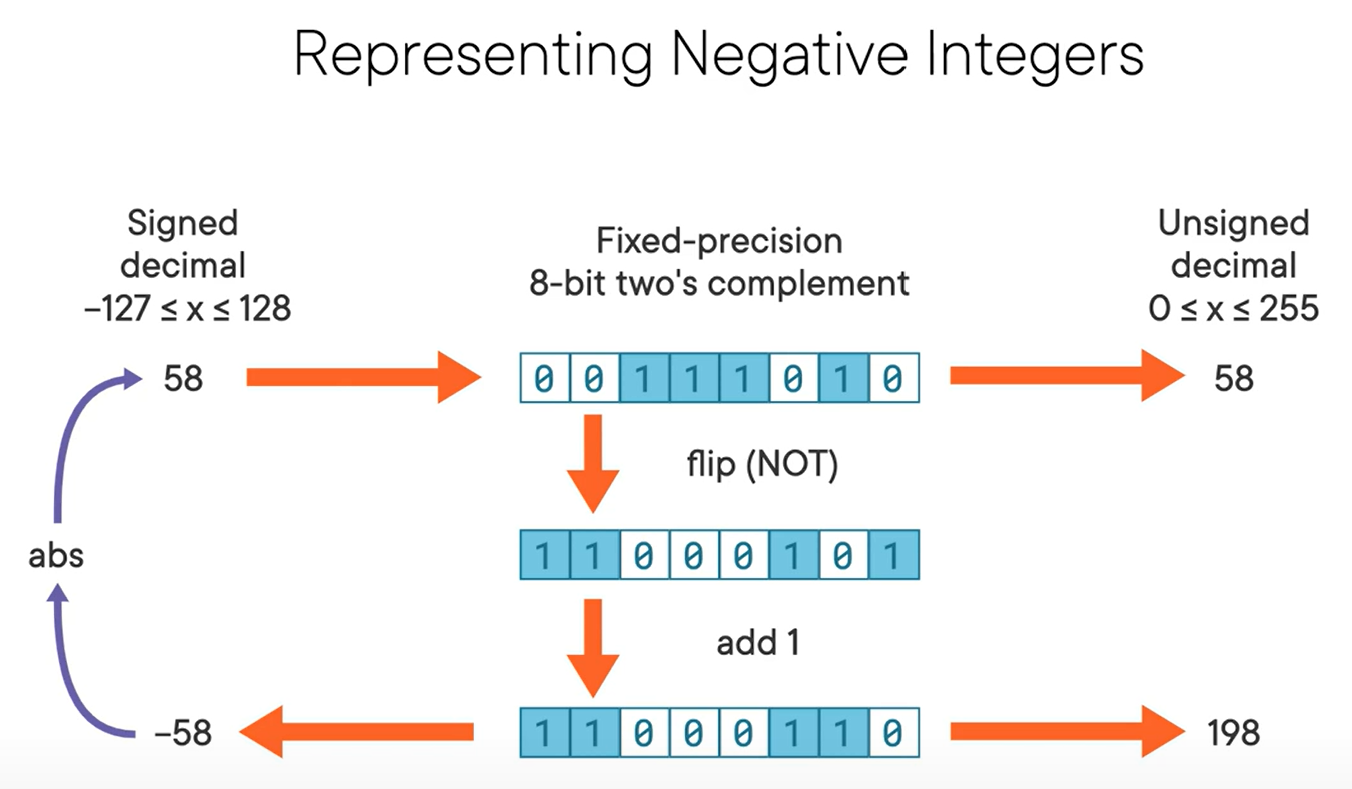 Representing Negative Integers
Signed
decimal
–127 ≤ x ≤ 128
Fixed-precision
8-bit two's complement
Unsigned
decimal
0 ≤ x ≤ 255
58
0 0 1 1 1 0 1 0
58
flip (NOT)
abs
1 1 0 0 0 1 0 1
add 1
–58
1 1 0 0 0 1 1 0
198